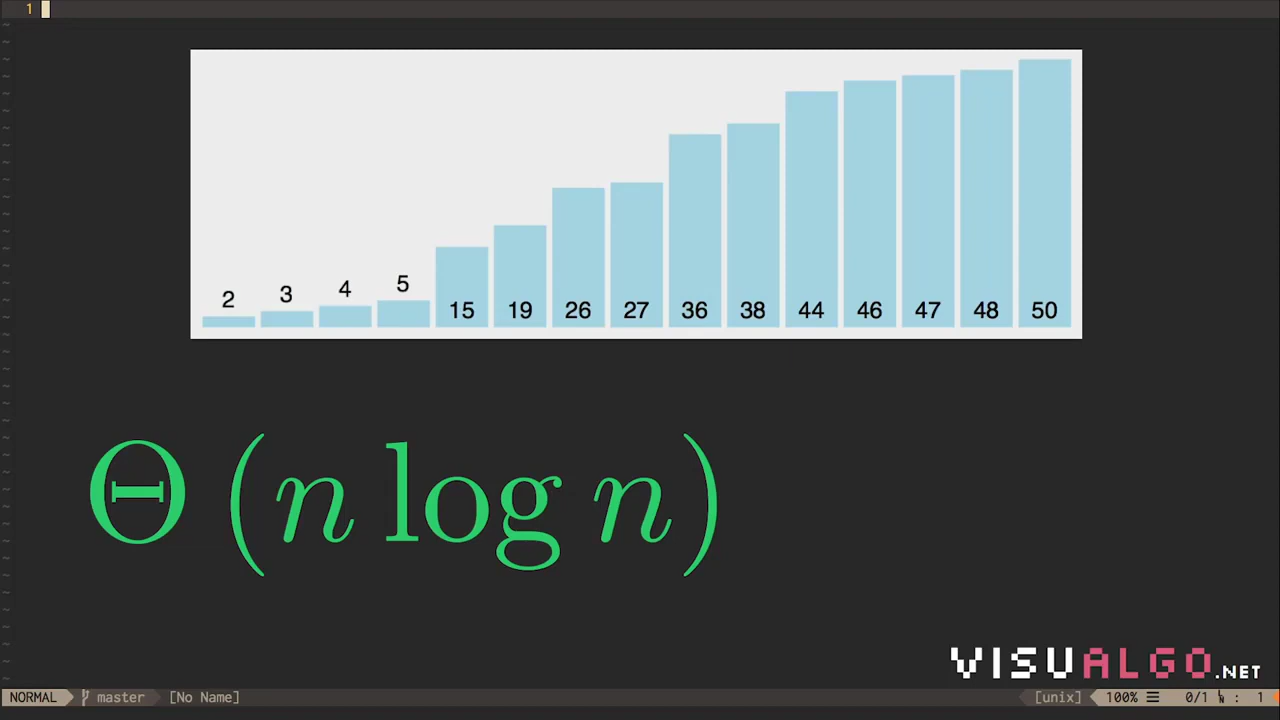 1
2 3 4 5 15 19 26 27 36 38 44 46 47 48 50
Θ (n log n)
VISUALGO.NET
NORMAL master [No Name] [unix] 100% ☰ 0/1 ㏑ : 1